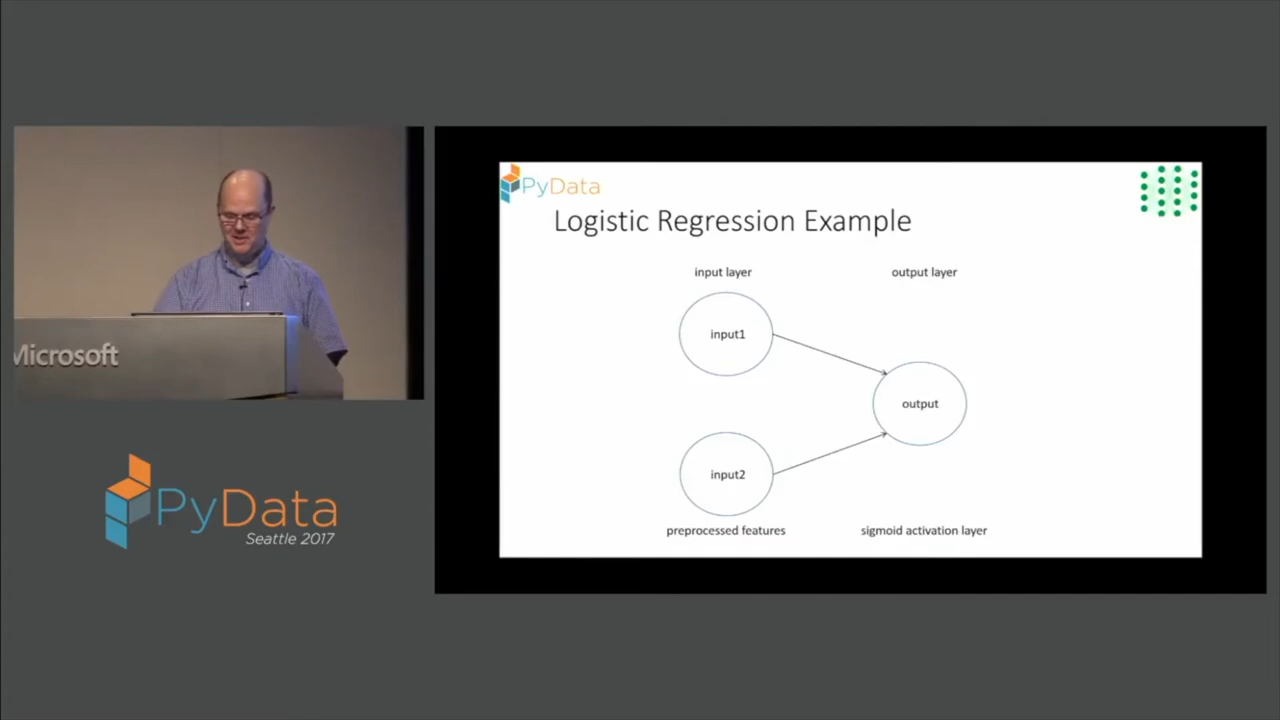 Microsoft
PyData
Seattle 2017
PyData
Logistic Regression Example
input layer
output layer
input1
output
input2
preprocessed features
sigmoid activation layer